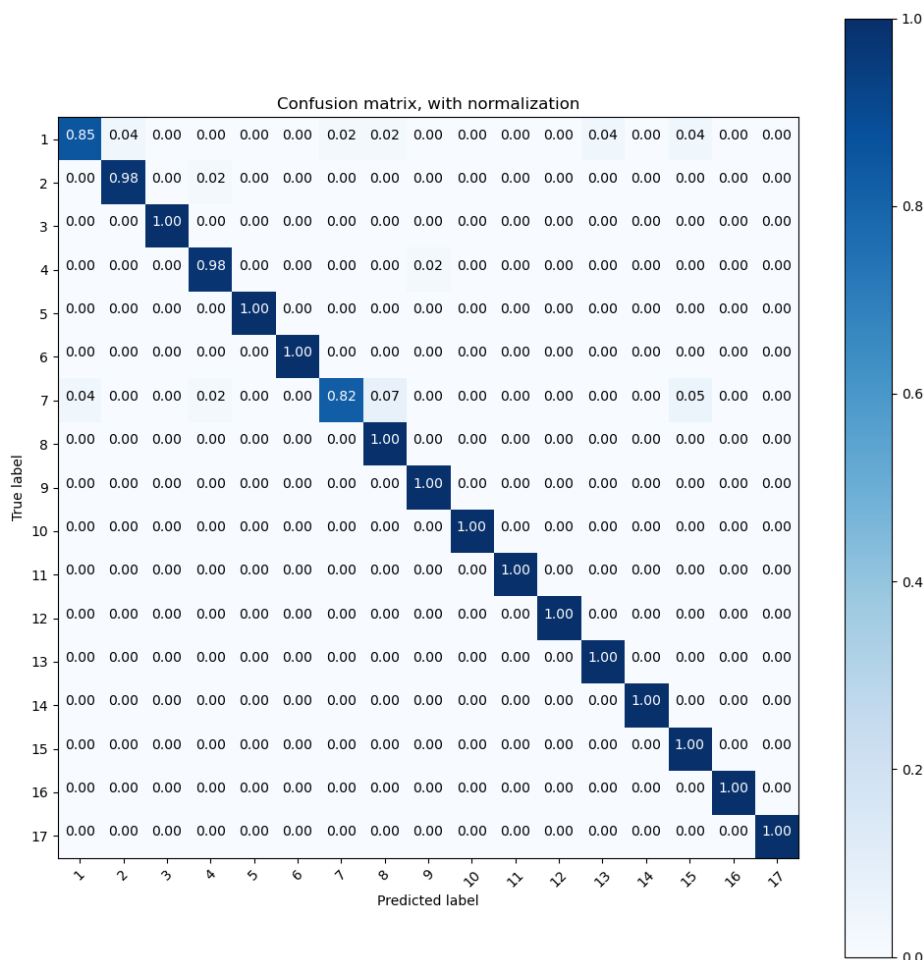 Confusion matrix, with normalization
1 0.85 0.04 0.00 0.00 0.00 0.00 0.02 0.02 0.00 0.00 0.00 0.00 0.04 0.00 0.04 0.00 0.00
2 0.00 0.98 0.00 0.02 0.00 0.00 0.00 0.00 0.00 0.00 0.00 0.00 0.00 0.00 0.00 0.00 0.00
3 0.00 0.00 1.00 0.00 0.00 0.00 0.00 0.00 0.00 0.00 0.00 0.00 0.00 0.00 0.00 0.00 0.00
4 0.00 0.00 0.00 0.98 0.00 0.00 0.00 0.00 0.02 0.00 0.00 0.00 0.00 0.00 0.00 0.00 0.00
5 0.00 0.00 0.00 0.00 1.00 0.00 0.00 0.00 0.00 0.00 0.00 0.00 0.00 0.00 0.00 0.00 0.00
6 0.00 0.00 0.00 0.00 0.00 1.00 0.00 0.00 0.00 0.00 0.00 0.00 0.00 0.00 0.00 0.00 0.00
7 0.04 0.00 0.00 0.02 0.00 0.00 0.82 0.07 0.00 0.00 0.00 0.00 0.00 0.00 0.05 0.00 0.00
8 0.00 0.00 0.00 0.00 0.00 0.00 0.00 1.00 0.00 0.00 0.00 0.00 0.00 0.00 0.00 0.00 0.00
9 0.00 0.00 0.00 0.00 0.00 0.00 0.00 0.00 1.00 0.00 0.00 0.00 0.00 0.00 0.00 0.00 0.00
10 0.00 0.00 0.00 0.00 0.00 0.00 0.00 0.00 0.00 1.00 0.00 0.00 0.00 0.00 0.00 0.00 0.00
11 0.00 0.00 0.00 0.00 0.00 0.00 0.00 0.00 0.00 0.00 1.00 0.00 0.00 0.00 0.00 0.00 0.00
12 0.00 0.00 0.00 0.00 0.00 0.00 0.00 0.00 0.00 0.00 0.00 1.00 0.00 0.00 0.00 0.00 0.00
13 0.00 0.00 0.00 0.00 0.00 0.00 0.00 0.00 0.00 0.00 0.00 0.00 1.00 0.00 0.00 0.00 0.00
14 0.00 0.00 0.00 0.00 0.00 0.00 0.00 0.00 0.00 0.00 0.00 0.00 0.00 1.00 0.00 0.00 0.00
15 0.00 0.00 0.00 0.00 0.00 0.00 0.00 0.00 0.00 0.00 0.00 0.00 0.00 0.00 1.00 0.00 0.00
16 0.00 0.00 0.00 0.00 0.00 0.00 0.00 0.00 0.00 0.00 0.00 0.00 0.00 0.00 0.00 1.00 0.00
17 0.00 0.00 0.00 0.00 0.00 0.00 0.00 0.00 0.00 0.00 0.00 0.00 0.00 0.00 0.00 0.00 1.00
True label
1 2 3 4 5 6 7 8 9 10 11 12 13 14 15 16 17
Predicted label
1.0
0.8
0.6
0.4
0.2
0.0